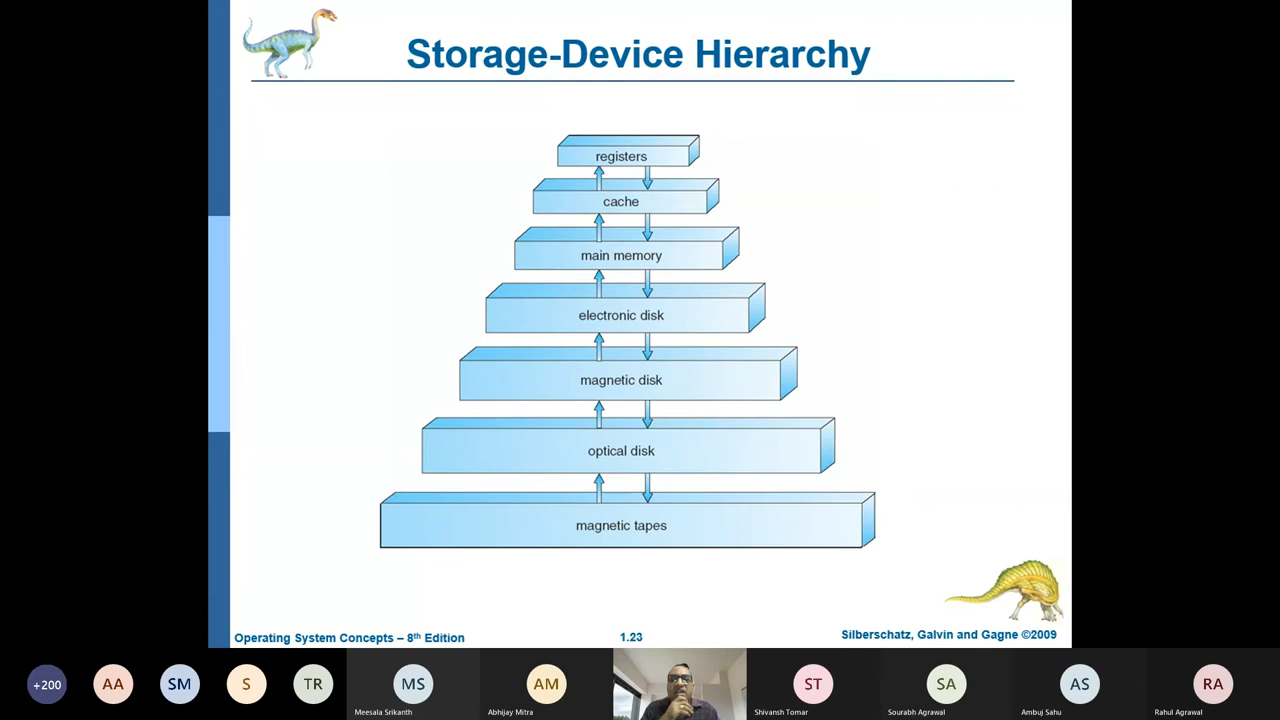 Storage-Device Hierarchy
registers
cache
main memory
electronic disk
magnetic disk
optical disk
magnetic tapes
Operating System Concepts – 8th Edition
1.23
Silberschatz, Galvin and Gagne ©2009
+200
AA
SM
S
TR
MS
Meesala Srikanth
AM
Abhijay Mitra
ST
Shivansh Tomar
SA
Sourabh Agrawal
AS
Ambuj Sahu
RA
Rahul Agrawal